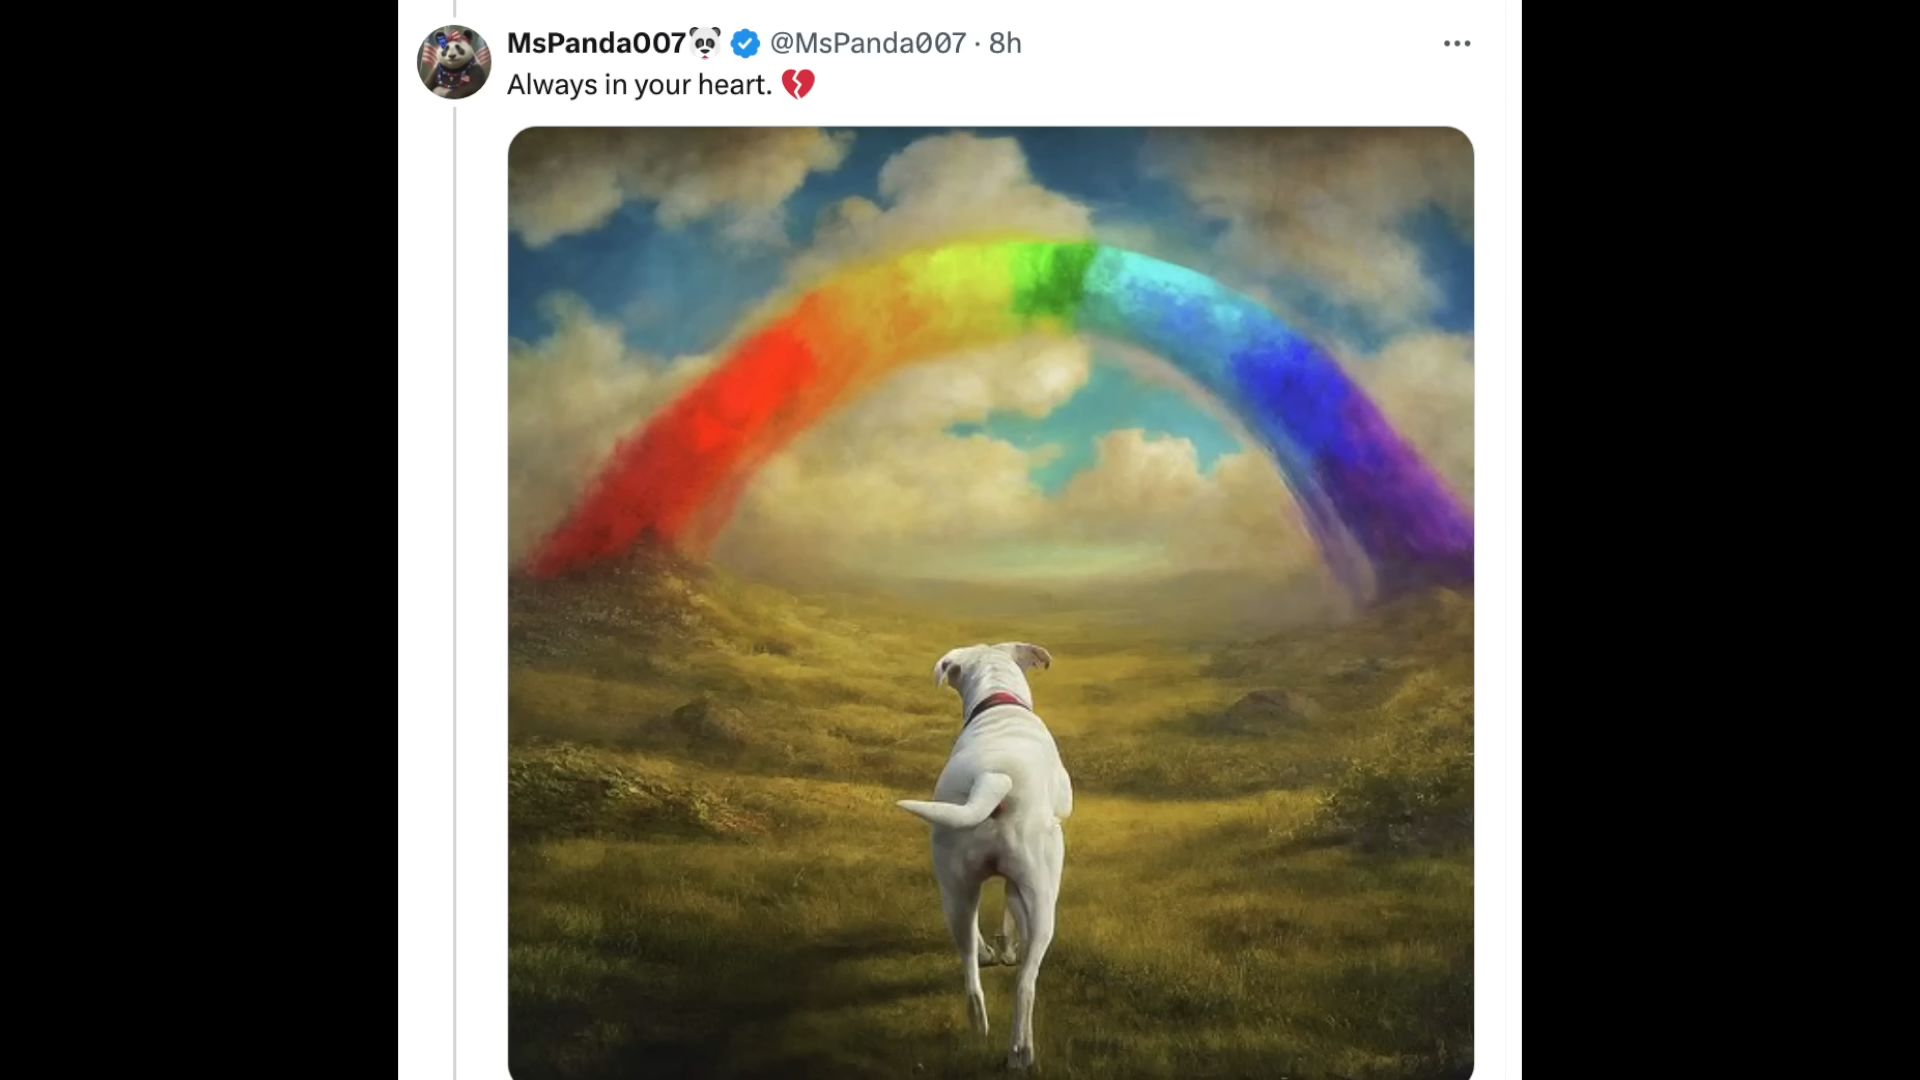 MsPanda007🐼 @MsPanda007 · 8h
Always in your heart. 💔